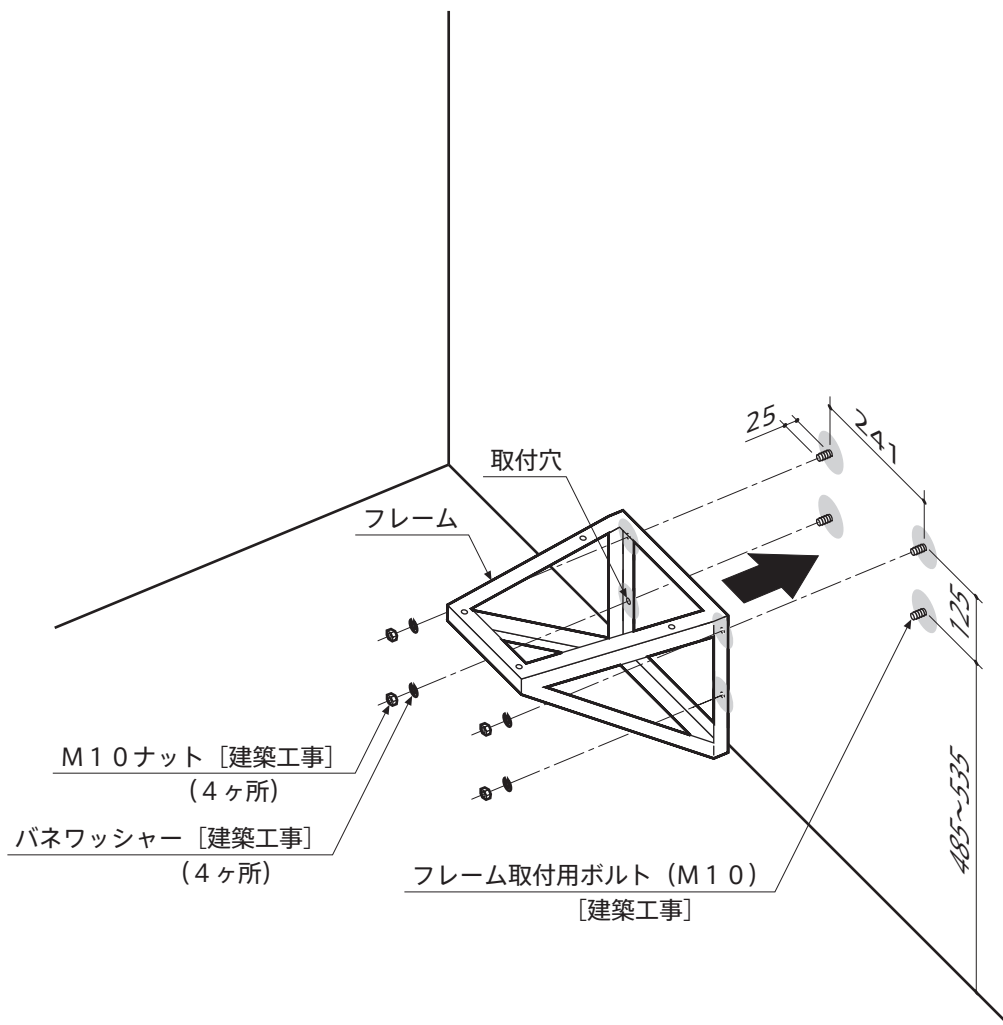 25
241
取付穴
フレーム
125
M10ナット［建築工事］
(4ヶ所)
485~535
バネワッシャー［建築工事］
(4ヶ所)
フレーム取付用ボルト（M10）
［建築工事］